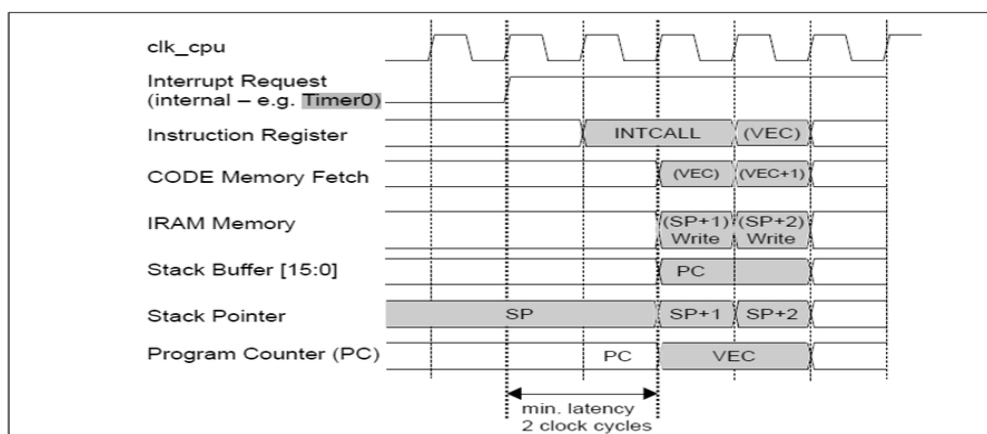 clk_cpu
Interrupt Request
(internal – e.g. Timer0)
Instruction Register
INTCALL
(VEC)
CODE Memory Fetch
(VEC)
(VEC+1)
IRAM Memory
(SP+1)
Write
(SP+2)
Write
Stack Buffer [15:0]
PC
Stack Pointer
SP
SP+1
SP+2
Program Counter (PC)
PC
VEC
min. latency
2 clock cycles